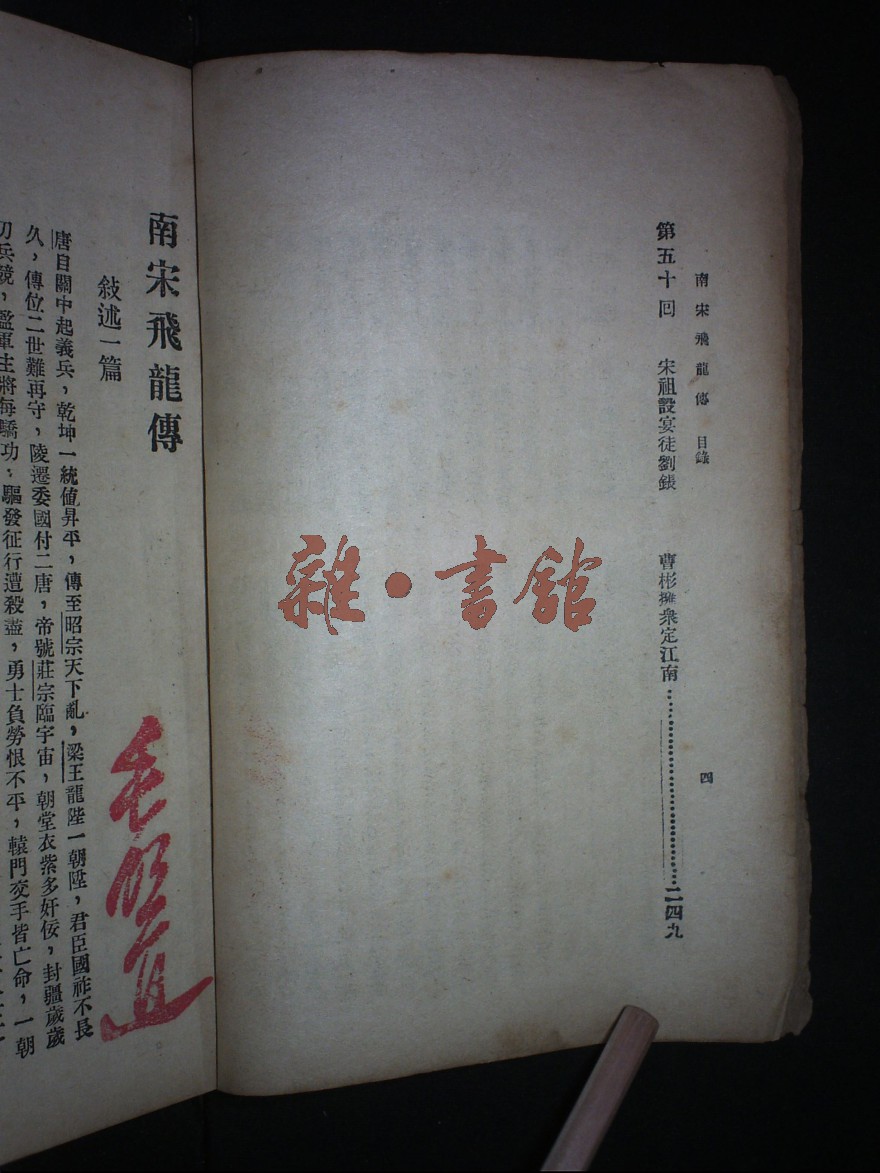 南宋飛龍傳 目錄
四
第五十回 宋祖設宴徒劉鋹 曹彬擁衆定江南 二四九
雜·書舘
南宋飛龍傳
敍述一篇
唐自關中起義兵,乾坤一統値昇平,傳至昭宗天下亂,梁王龍陛一朝陞,君臣國祚不長
久,傳位二世難再守,陵遷委國付二唐,帝號莊宗臨宇宙,朝堂衣紫多奸佞,封疆歲歲
刀兵競,監軍主將每驕功,驅發征行遭殺盡,勇士負勞恨不平,轅門交手皆亡命,一朝